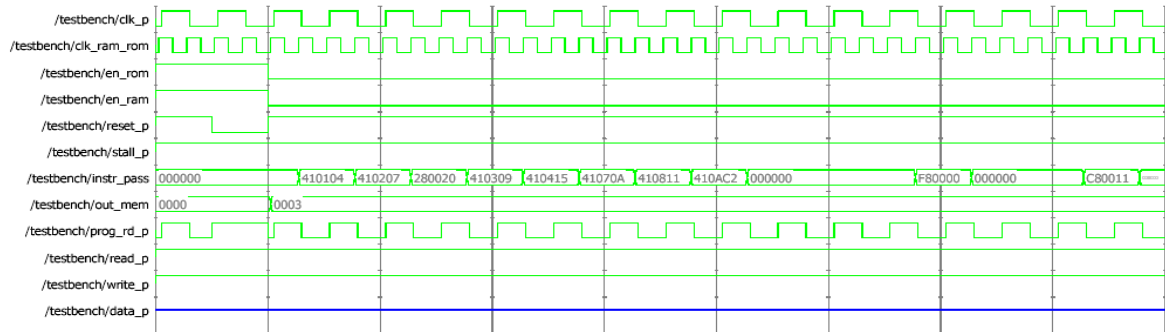 /testbench/clk_p
/testbench/clk_ram_rom
/testbench/en_rom
/testbench/en_ram
/testbench/reset_p
/testbench/stall_p
/testbench/instr_pass 000000 410104 410207 280020 410309 410415 41070A 410811 410AC2 000000 F80000 000000 C80011
/testbench/out_mem 0000 0003
/testbench/prog_rd_p
/testbench/read_p
/testbench/write_p
/testbench/data_p